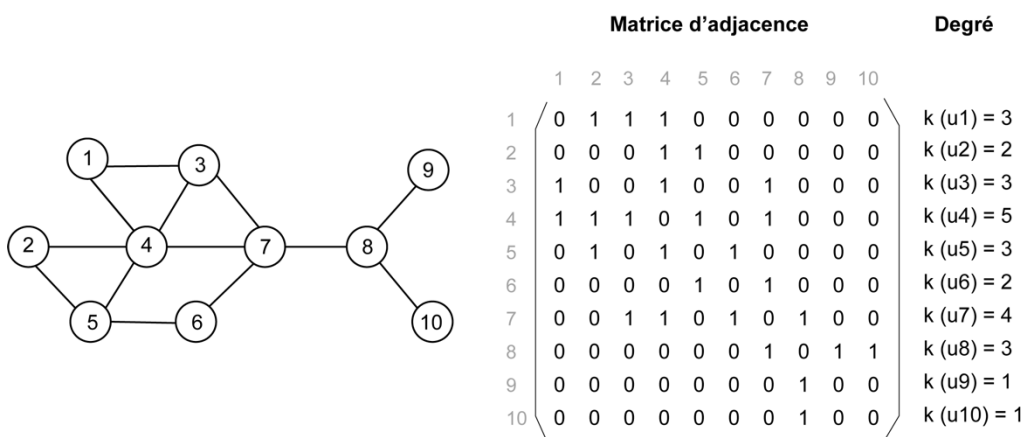 Matrice d’adjacence Degré
1 2 3 4 5 6 7 8 9 10
1 0 1 1 1 0 0 0 0 0 0 k (u1) = 3
2 0 0 0 1 1 0 0 0 0 0 k (u2) = 2
3 1 0 0 1 0 0 1 0 0 0 k (u3) = 3
4 1 1 1 0 1 0 1 0 0 0 k (u4) = 5
5 0 1 0 1 0 1 0 0 0 0 k (u5) = 3
6 0 0 0 0 1 0 1 0 0 0 k (u6) = 2
7 0 0 1 1 0 1 0 1 0 0 k (u7) = 4
8 0 0 0 0 0 0 1 0 1 1 k (u8) = 3
9 0 0 0 0 0 0 0 1 0 0 k (u9) = 1
10 0 0 0 0 0 0 0 1 0 0 k (u10) = 1
1 3 9
2 4 7 8
5 6 10